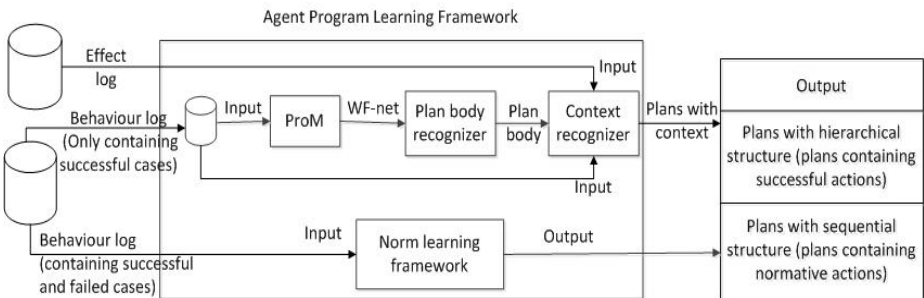 Agent Program Learning Framework
Effect
log
Input
Output
Behaviour log
(Only containing
successful cases)
Input
ProM
WF-net
Plan body
recognizer
Plan
body
Context
recognizer
Plans with
context
Plans with hierarchical
structure (plans containing
successful actions)
Input
Behaviour log
(containing successful
and failed cases)
Input
Norm learning
framework
Output
Plans with sequential
structure (plans containing
normative actions)